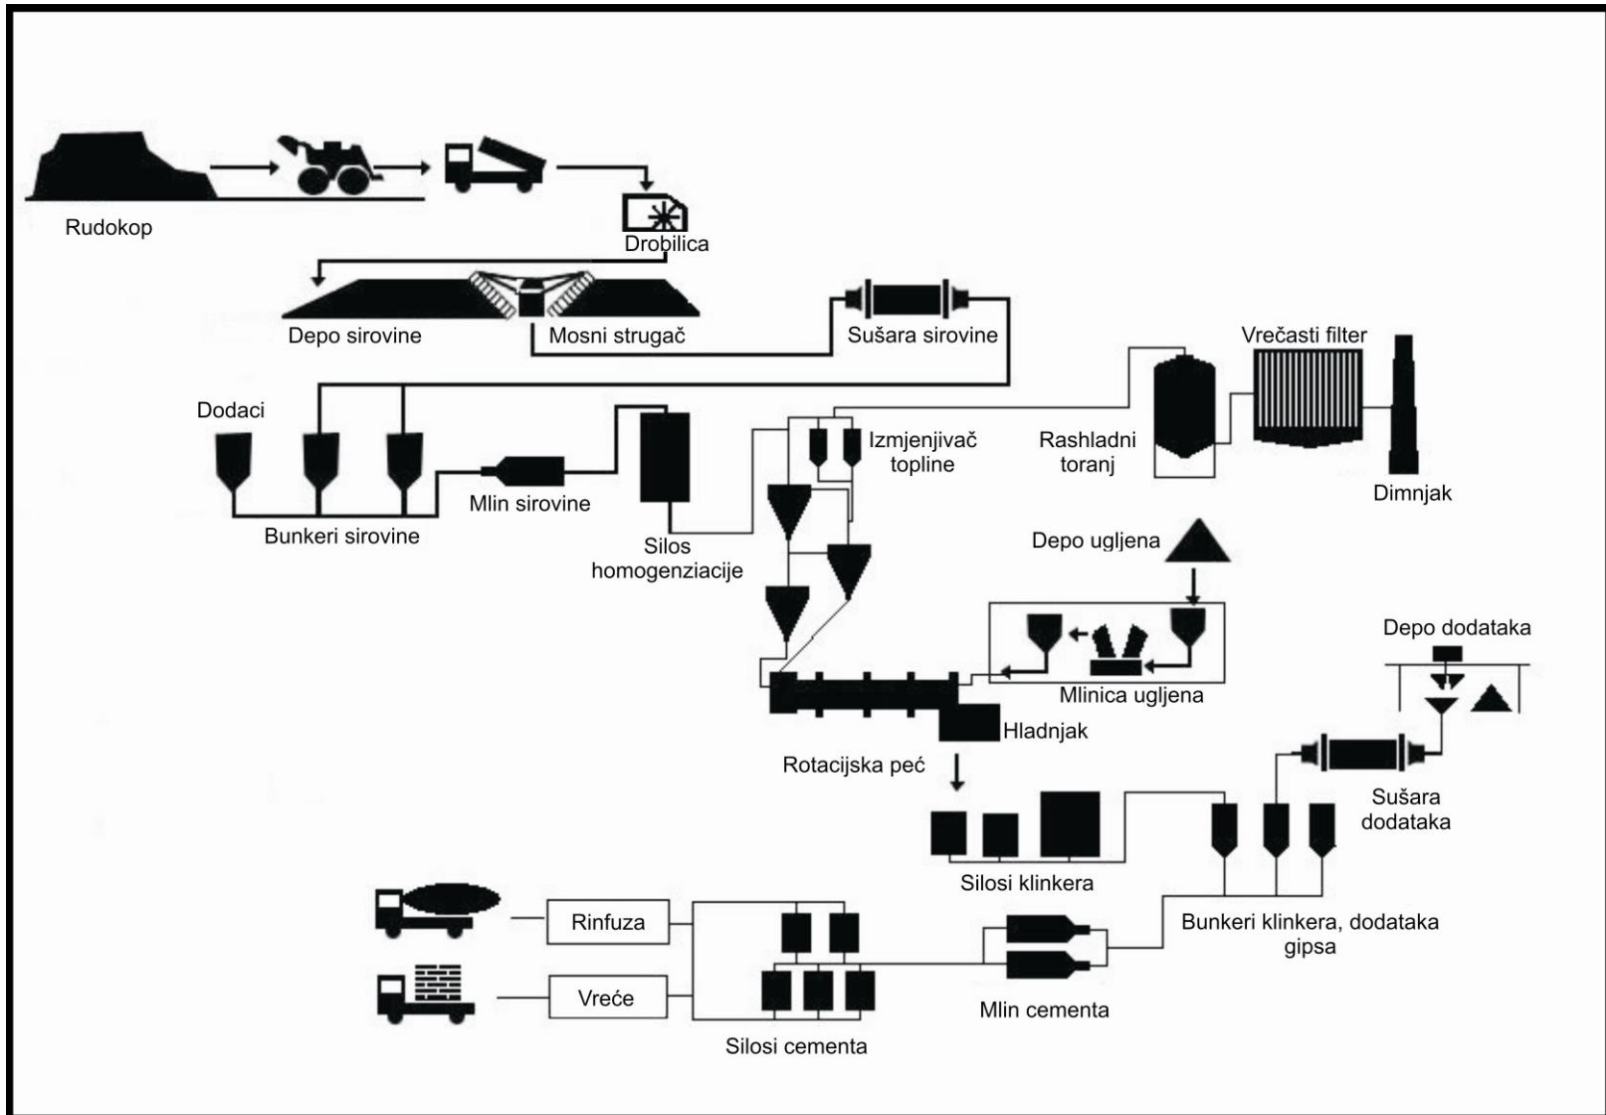 Rudokop
Drobilica
Depo sirovine
Mosni strugač
Sušara sirovine
Vrečasti filter
Dodaci
Izmjenjivač
topline
Rashladni
toranj
Dimnjak
Mlin sirovine
Bunkeri sirovine
Silos
homogenziacije
Depo ugljena
Depo dodataka
Mlinica ugljena
Hladnjak
Rotacijska peć
Sušara
dodataka
Silosi klinkera
Bunkeri klinkera, dodataka
gipsa
Rinfuza
Vreće
Mlin cementa
Silosi cementa